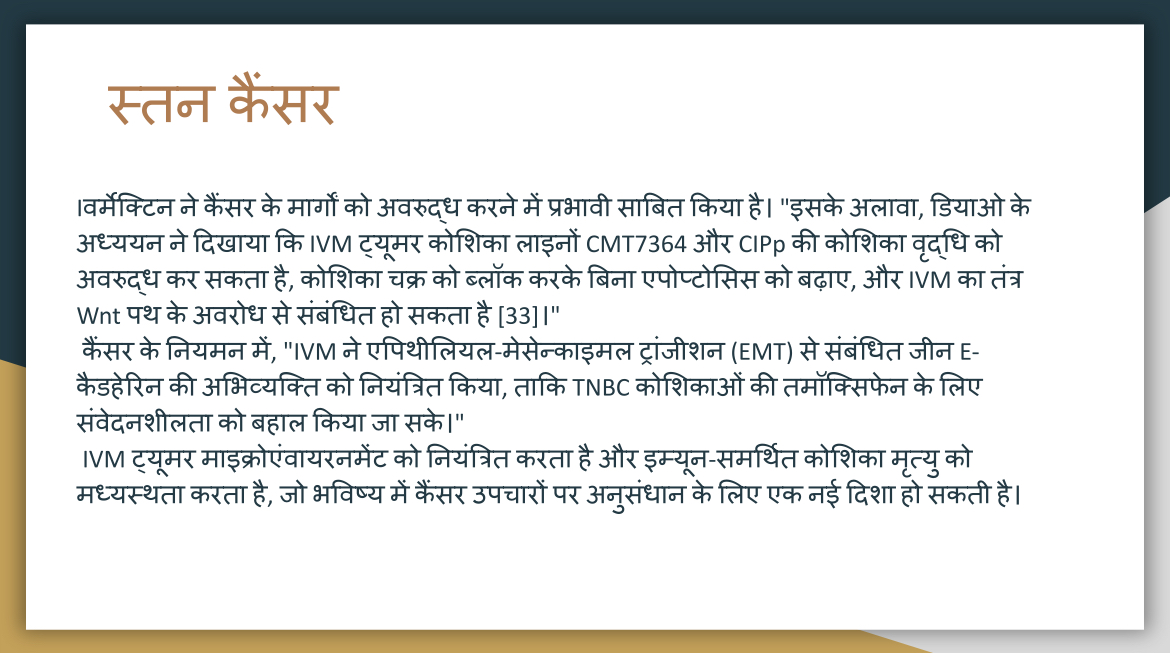 स्तन कैंसर
Iवर्मेक्टिन ने कैंसर के मार्गों को अवरुद्ध करने में प्रभावी साबित किया है। "इसके अलावा, डियाओ के
अध्ययन ने दिखाया कि IVM ट्यूमर कोशिका लाइनों CMT7364 और CIPp की कोशिका वृद्धि को
अवरुद्ध कर सकता है, कोशिका चक्र को ब्लॉक करके बिना एपोप्टोसिस को बढ़ाए, और IVM का तंत्र
Wnt पथ के अवरोध से संबंधित हो सकता है [33]।"
कैंसर के नियमन में, "IVM ने एपिथीलियल-मेसेन्काइमल ट्रांजीशन (EMT) से संबंधित जीन E-
कैडहेरिन की अभिव्यक्ति को नियंत्रित किया, ताकि TNBC कोशिकाओं की तमॉक्सिफेन के लिए
संवेदनशीलता को बहाल किया जा सके।"
IVM ट्यूमर माइक्रोएंवायरनमेंट को नियंत्रित करता है और इम्यून-समर्थित कोशिका मृत्यु को
मध्यस्थता करता है, जो भविष्य में कैंसर उपचारों पर अनुसंधान के लिए एक नई दिशा हो सकती है।